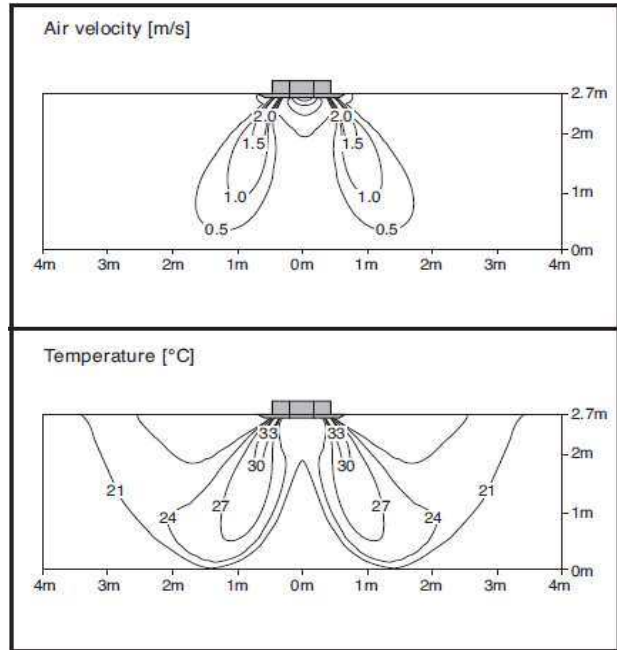 Air velocity [m/s]
2.7m
2.0 2.0
2m
1.5 1.5
1.0 1.0
1m
0.5 0.5
0m
4m 3m 2m 1m 0m 1m 2m 3m 4m
Temperature [°C]
2.7m
33 33
2m
30 30
21 21
27 27
24 24
1m
0m
4m 3m 2m 1m 0m 1m 2m 3m 4m